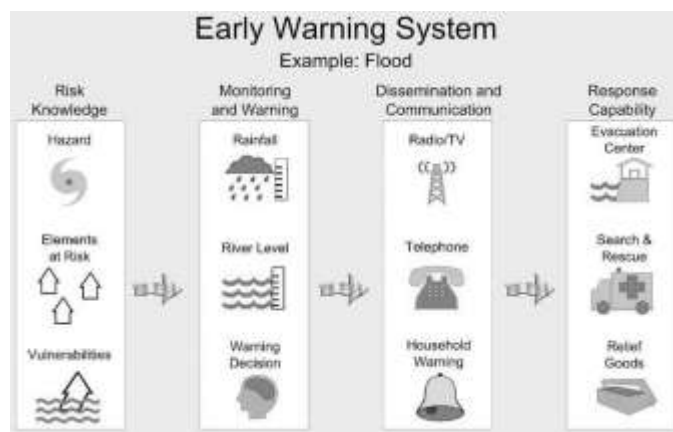 Early Warning System
Example: Flood
Risk
Knowledge
Hazard
Elements
at Risk
Vulnerabilities
Monitoring
and Warning
Rainfall
River Level
Warning
Decision
Dissemination and
Communication
Radio/TV
Telephone
Household
Warning
Response
Capability
Evacuation
Center
Search &
Rescue
Relief
Goods